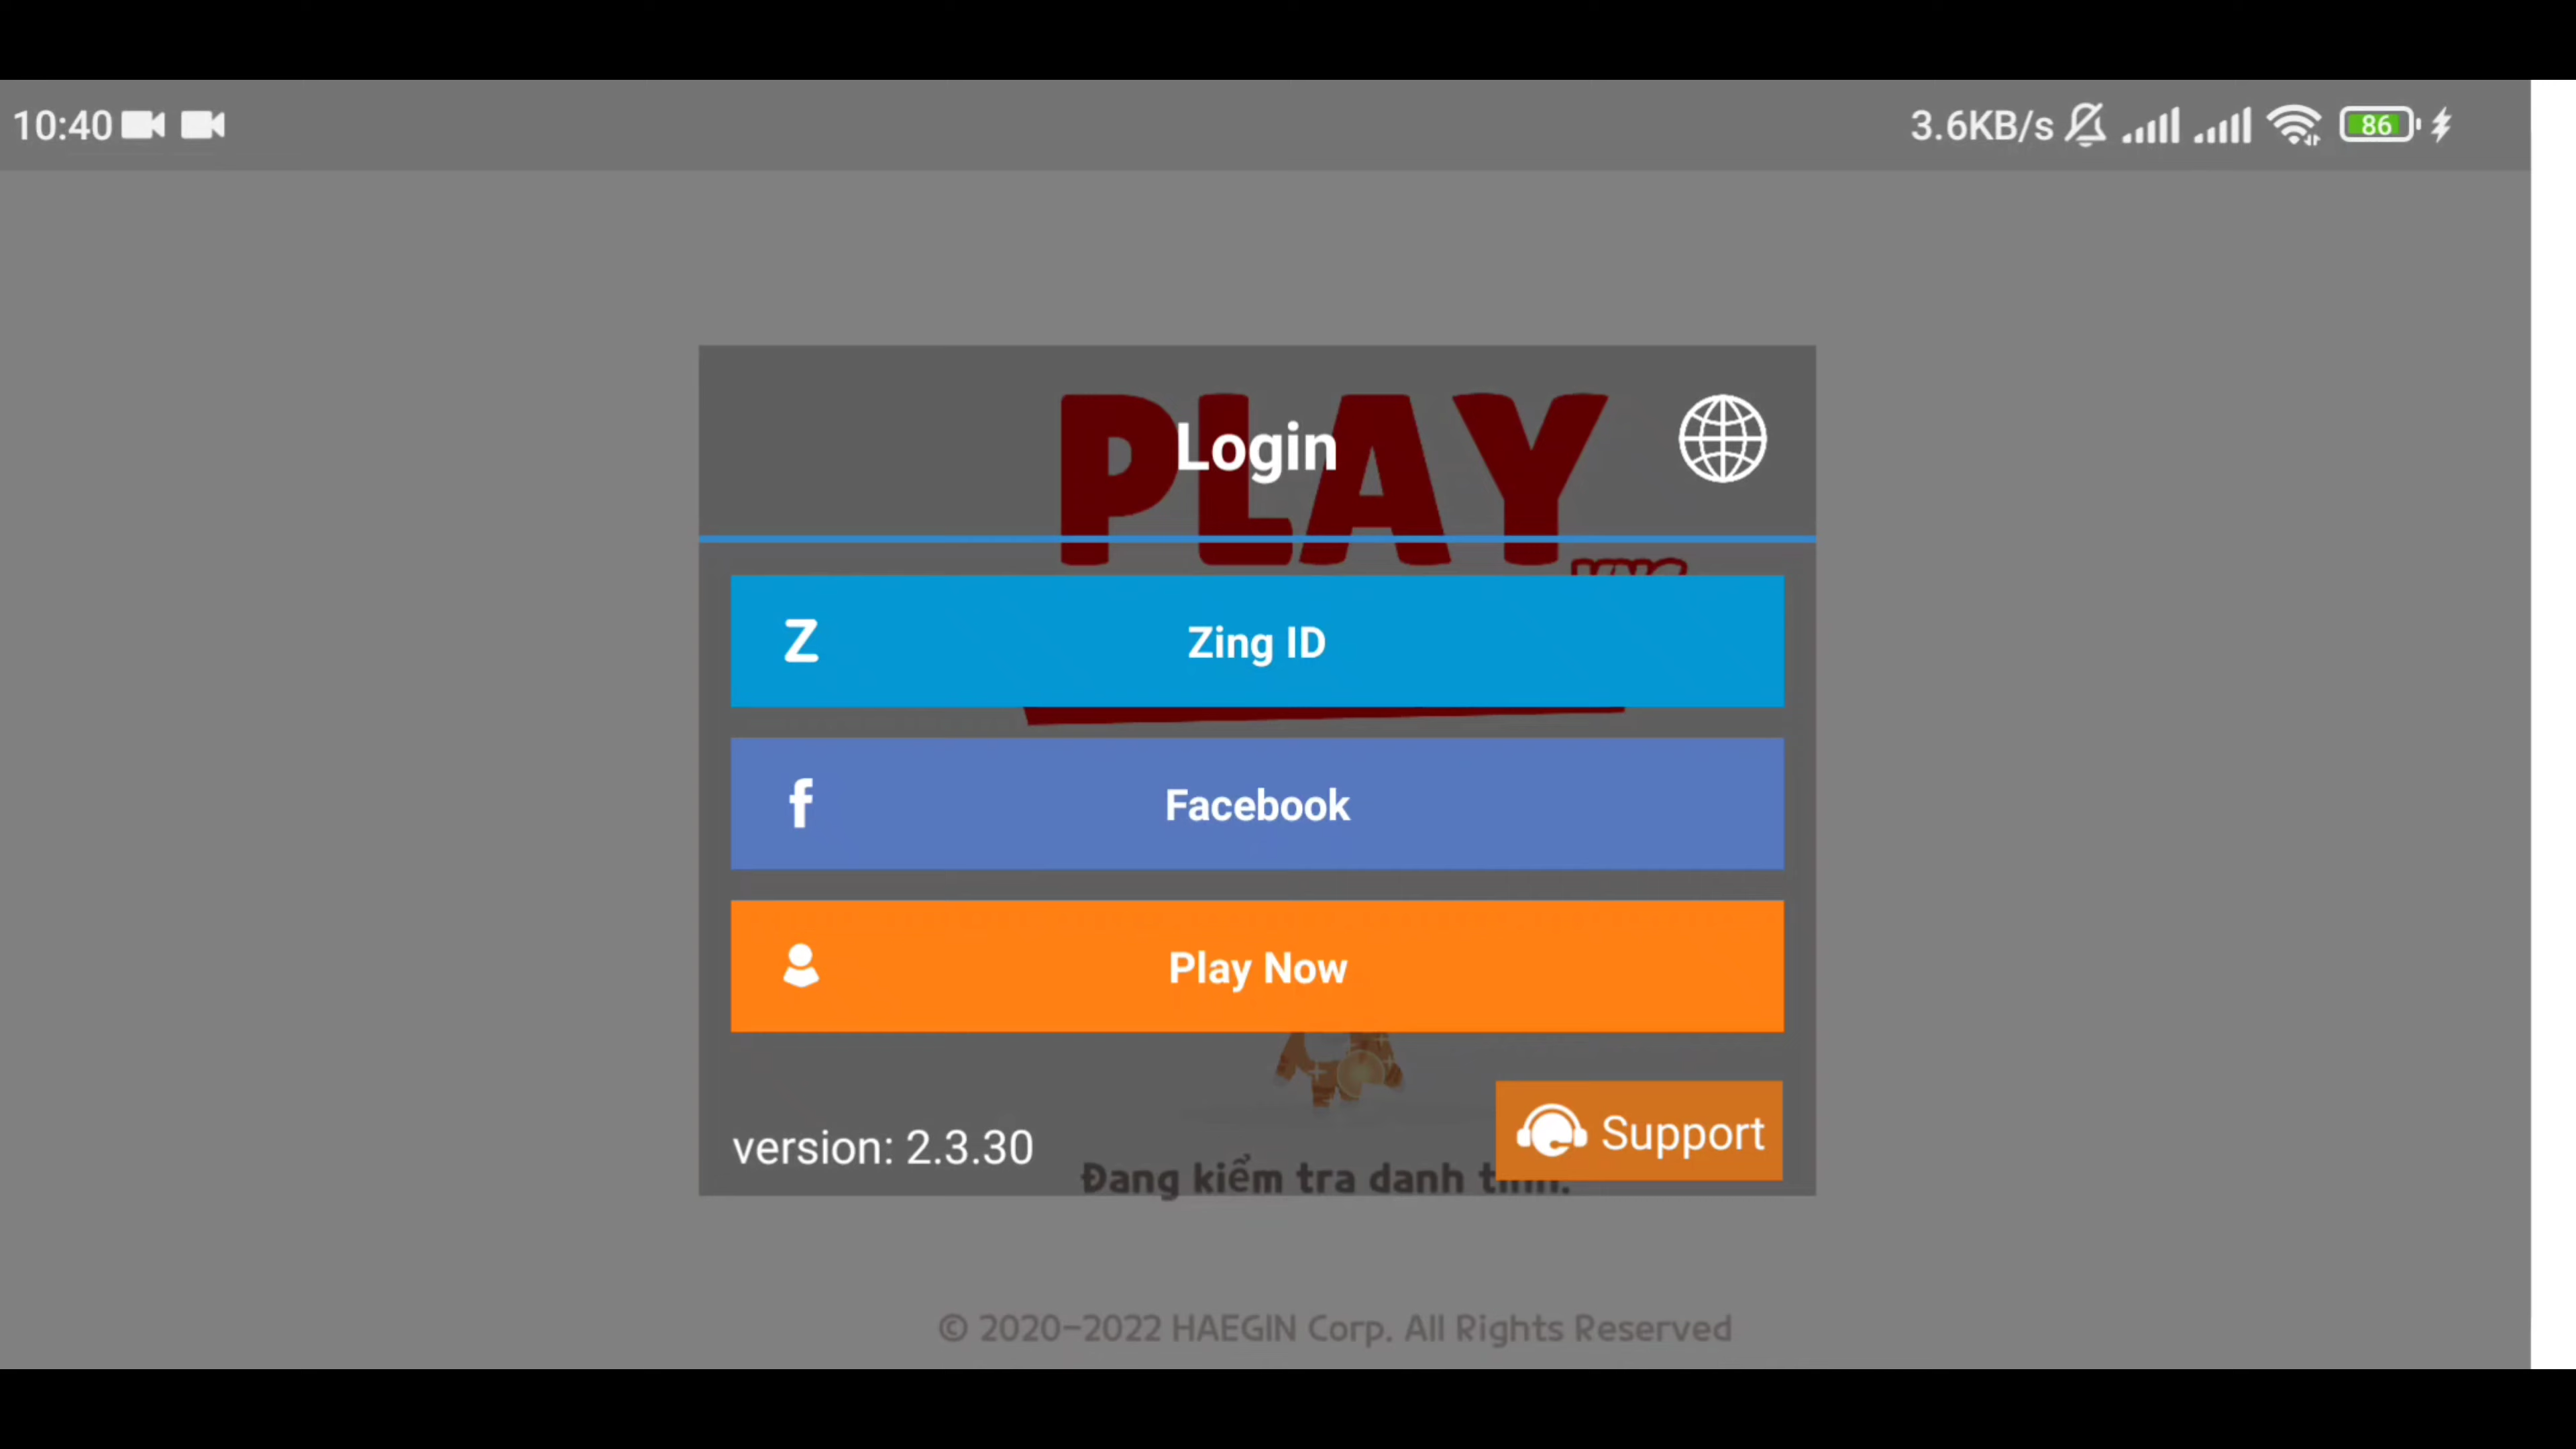 10:40
3.6KB/s
86
PLAY
Login
Z Zing ID
f Facebook
Play Now
version: 2.3.30
Support
Đang kiểm tra danh
© 2020-2022 HAEGIN Corp. All Rights Reserved